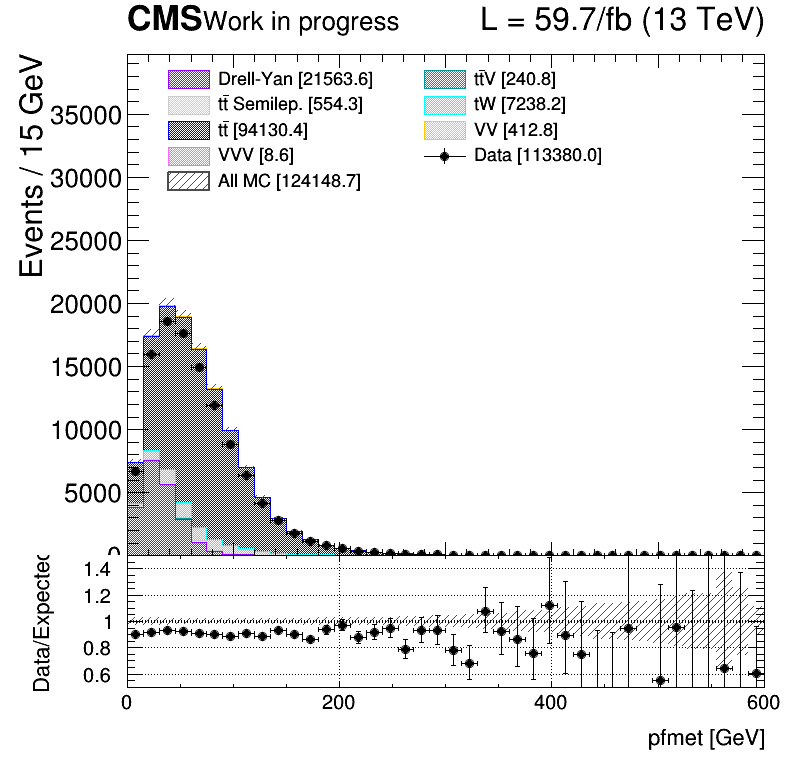 CMS Work in progress L = 59.7/fb (13 TeV)
Events / 15 GeV
Drell-Yan [21563.6]
tt̄ Semilep. [554.3]
tt̄ [94130.4]
VVV [8.6]
All MC [124148.7]
tt̄V [240.8]
tW [7238.2]
VV [412.8]
Data [113380.0]
35000
30000
25000
20000
15000
10000
5000
0
Data/Expected
1.4
1.2
1
0.8
0.6
0 200 400 600
pfmet [GeV]